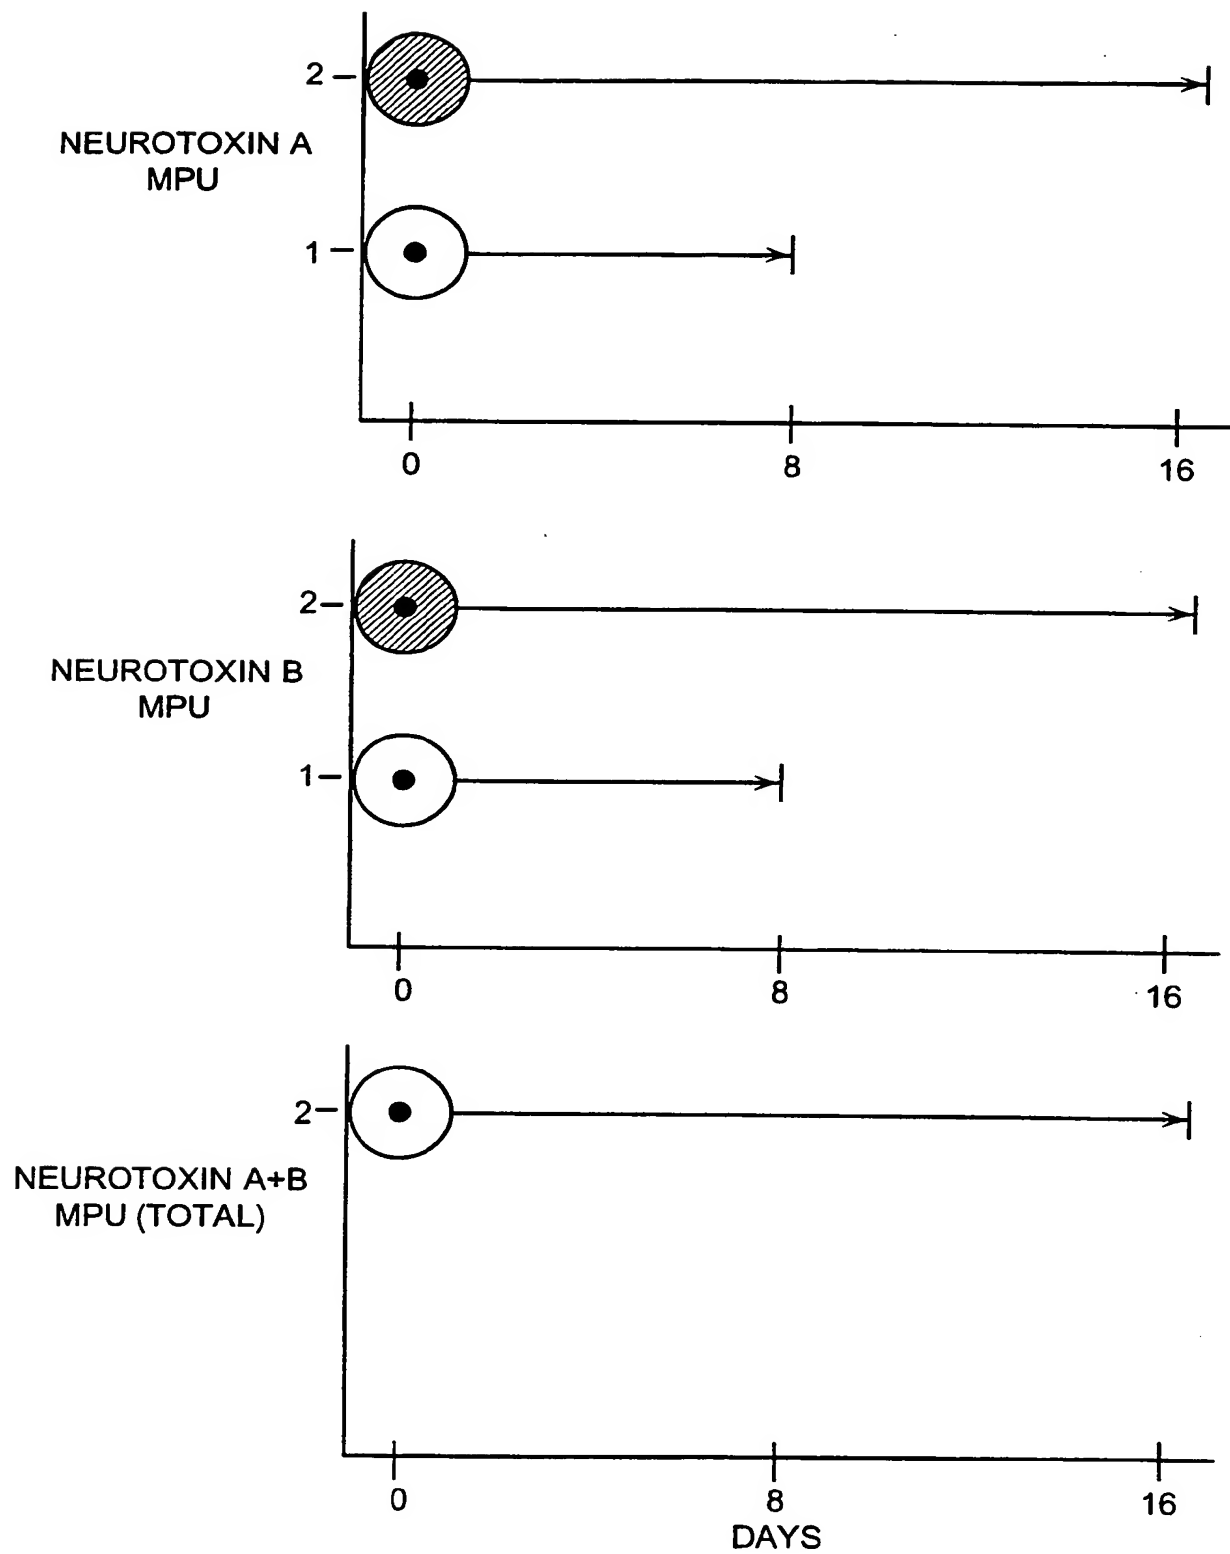 2
NEUROTOXIN A
MPU
1
0 8 16
2
NEUROTOXIN B
MPU
1
0 8 16
2
NEUROTOXIN A+B
MPU (TOTAL)
0 8 16
DAYS